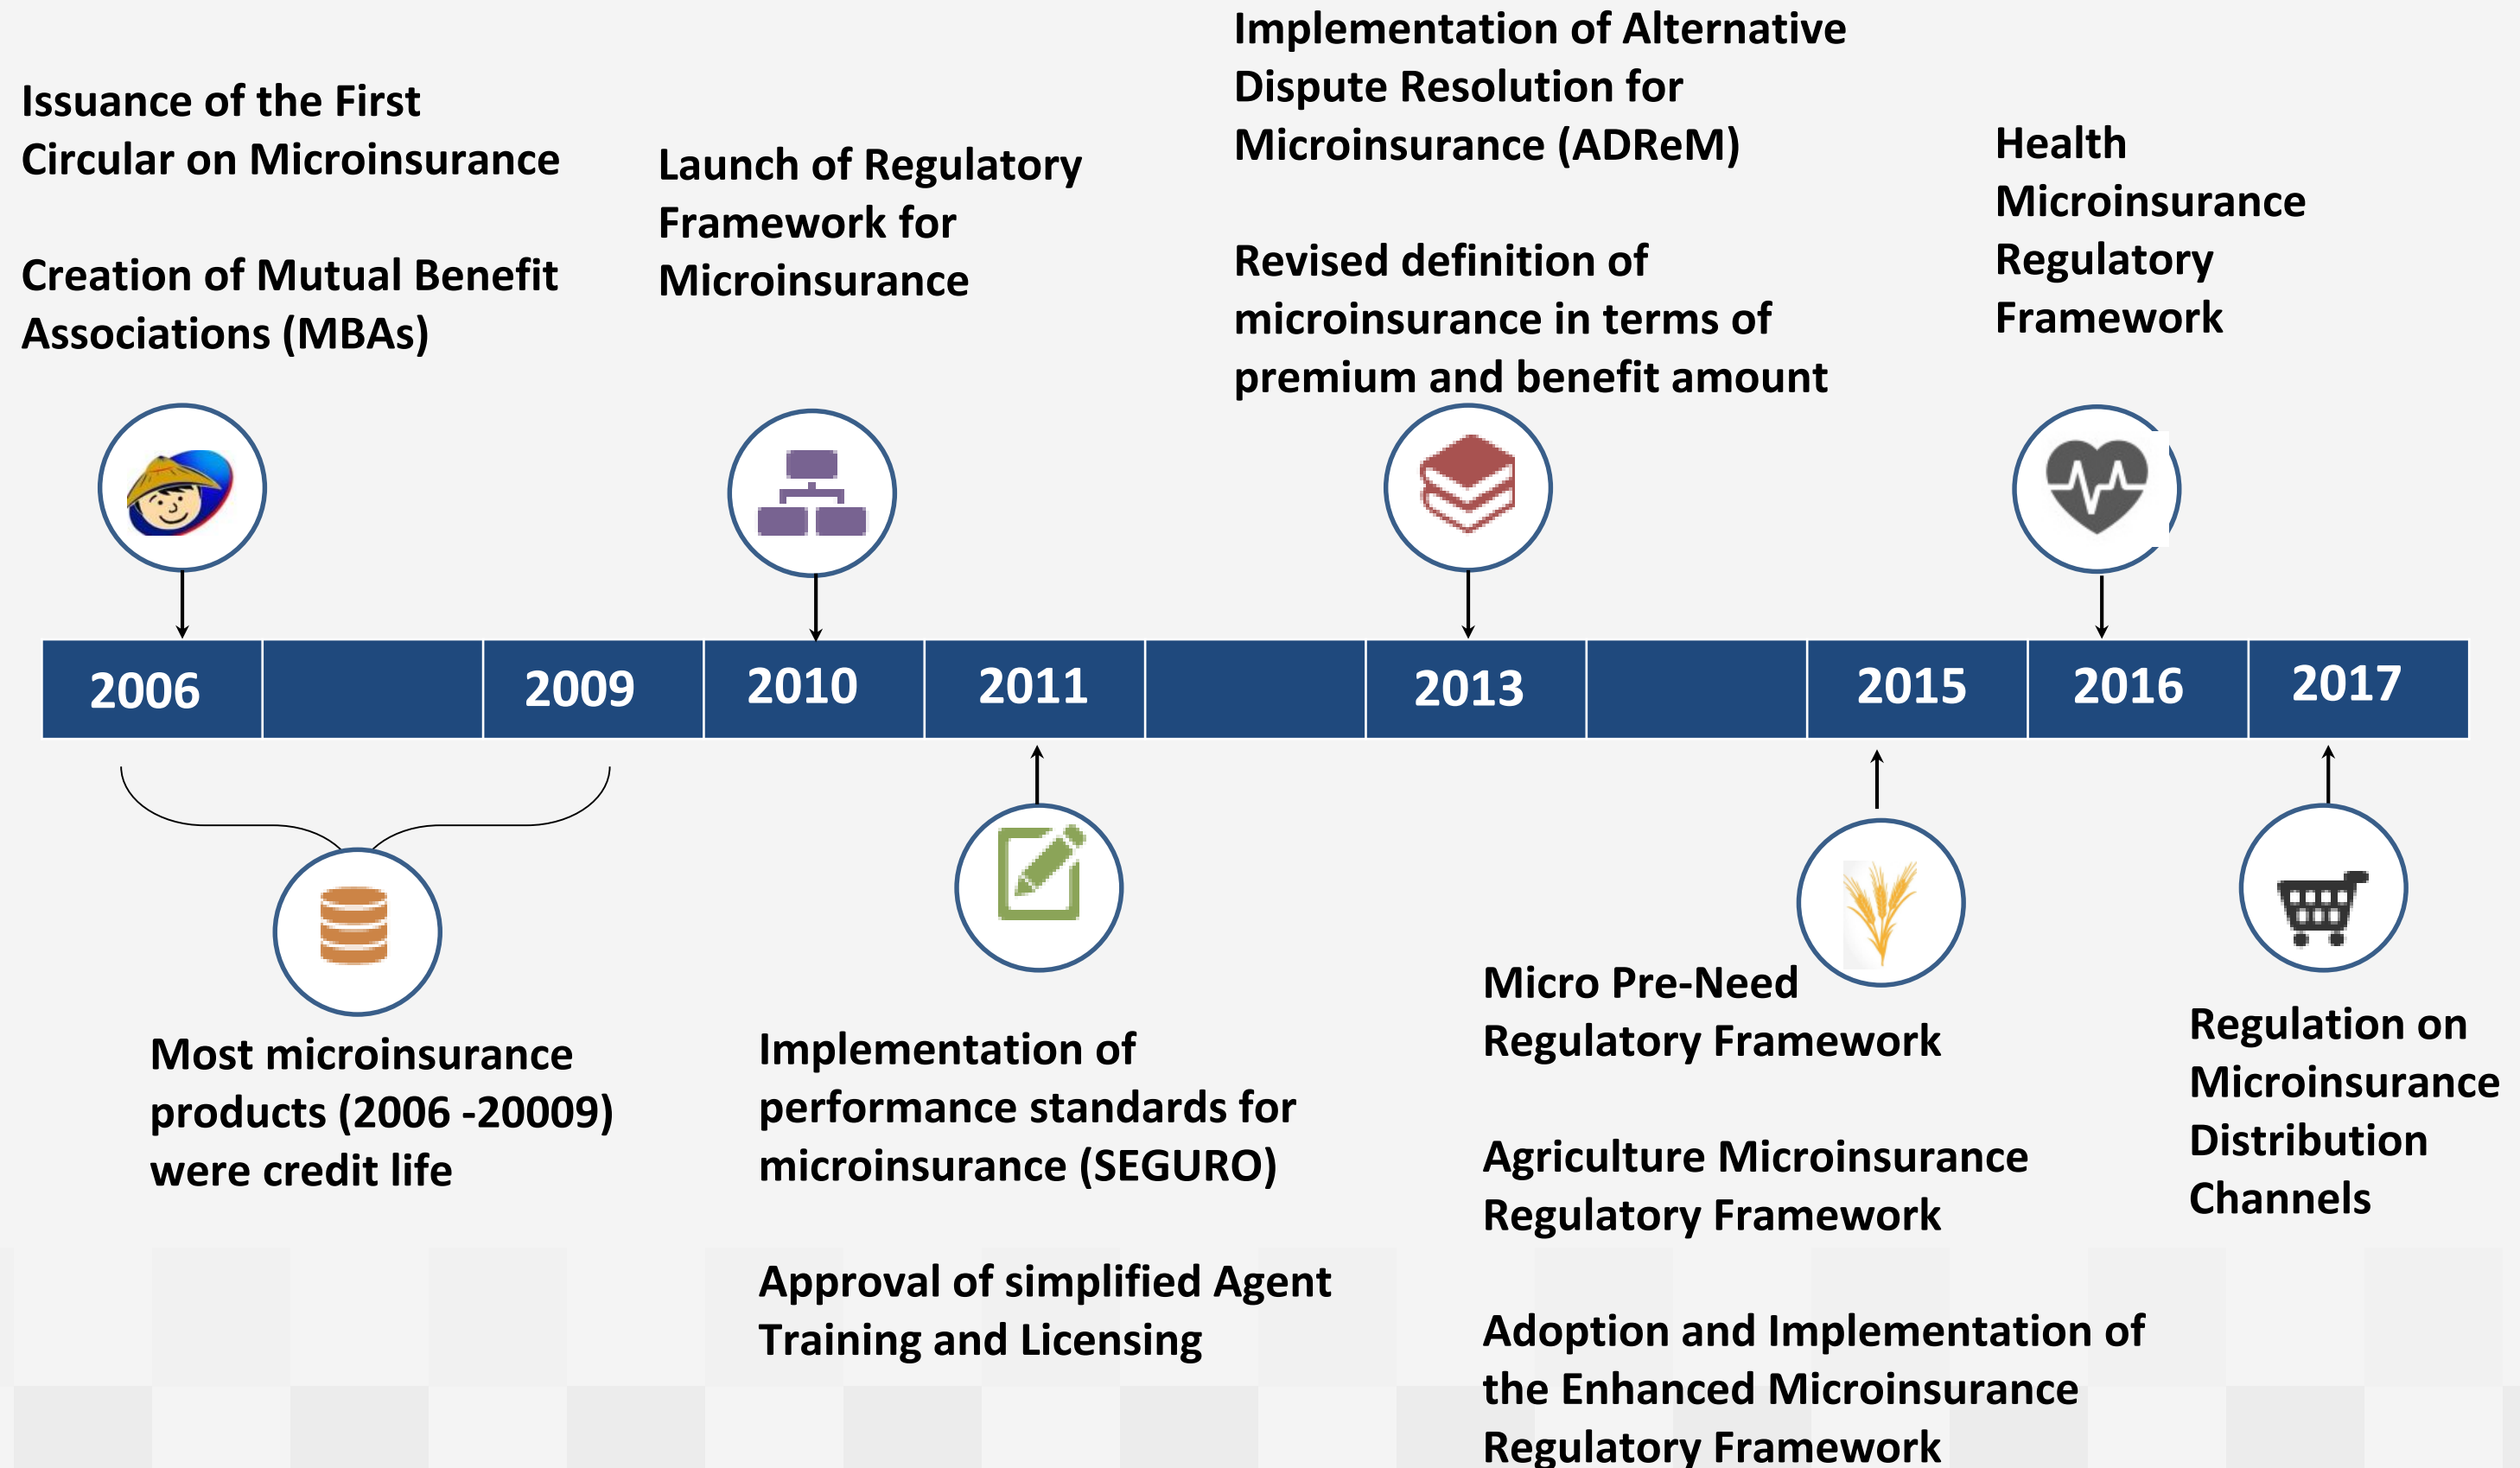 Issuance of the First
Circular on Microinsurance
Creation of Mutual Benefit
Associations (MBAs)
Launch of Regulatory
Framework for
Microinsurance
Implementation of Alternative
Dispute Resolution for
Microinsurance (ADReM)
Revised definition of
microinsurance in terms of
premium and benefit amount
Health
Microinsurance
Regulatory
Framework
2006
2009
2010
2011
2013
2015
2016
2017
Most microinsurance
products (2006 -20009)
were credit life
Implementation of
performance standards for
microinsurance (SEGURO)
Approval of simplified Agent
Training and Licensing
Micro Pre-Need
Regulatory Framework
Agriculture Microinsurance
Regulatory Framework
Adoption and Implementation of
the Enhanced Microinsurance
Regulatory Framework
Regulation on
Microinsurance
Distribution
Channels